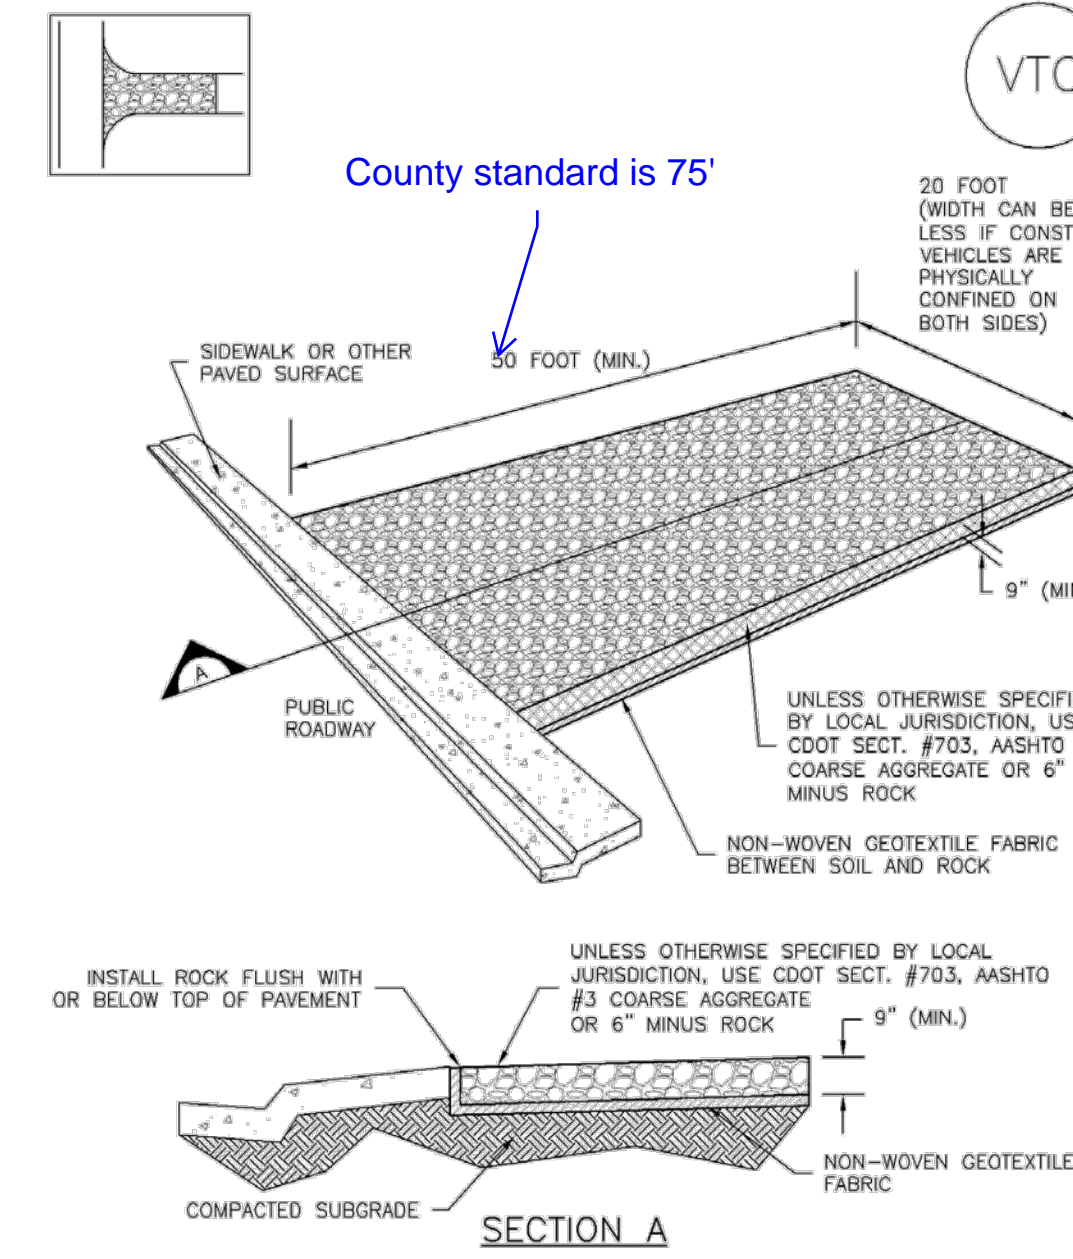 VTC
County standard is 75'
20 FOOT
(WIDTH CAN BE
LESS IF CONST
VEHICLES ARE
PHYSICALLY
CONFINED ON
BOTH SIDES)
SIDEWALK OR OTHER
PAVED SURFACE
50 FOOT (MIN.)
9" (MIN
A
PUBLIC
ROADWAY
UNLESS OTHERWISE SPECIFI
BY LOCAL JURISDICTION, US
CDOT SECT. #703, AASHTO
COARSE AGGREGATE OR 6"
MINUS ROCK
NON-WOVEN GEOTEXTILE FABRIC
BETWEEN SOIL AND ROCK
INSTALL ROCK FLUSH WITH
OR BELOW TOP OF PAVEMENT
UNLESS OTHERWISE SPECIFIED BY LOCAL
JURISDICTION, USE CDOT SECT. #703, AASHTO
#3 COARSE AGGREGATE
OR 6" MINUS ROCK
9" (MIN.)
NON-WOVEN GEOTEXTILE
FABRIC
COMPACTED SUBGRADE
SECTION A